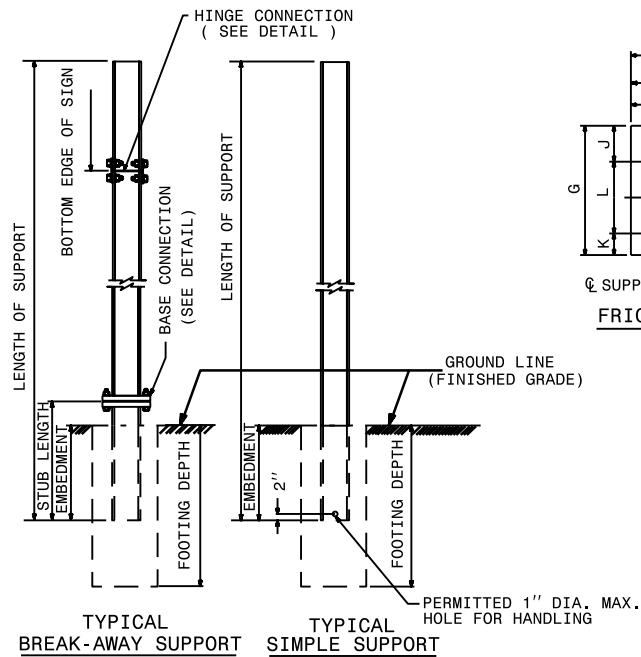 HINGE CONNECTION
( SEE DETAIL )
BOTTOM EDGE OF SIGN
LENGTH OF SUPPORT
BASE CONNECTION
(SEE DETAIL)
STUB LENGTH
EMBEDMENT
FOOTING DEPTH
LENGTH OF SUPPORT
GROUND LINE
(FINISHED GRADE)
EMBEDMENT
2"
FOOTING DEPTH
PERMITTED 1" DIA. MAX.
HOLE FOR HANDLING
TYPICAL
BREAK-AWAY SUPPORT
TYPICAL
SIMPLE SUPPORT
G
J
L
K
℄ SUPP
FRIC